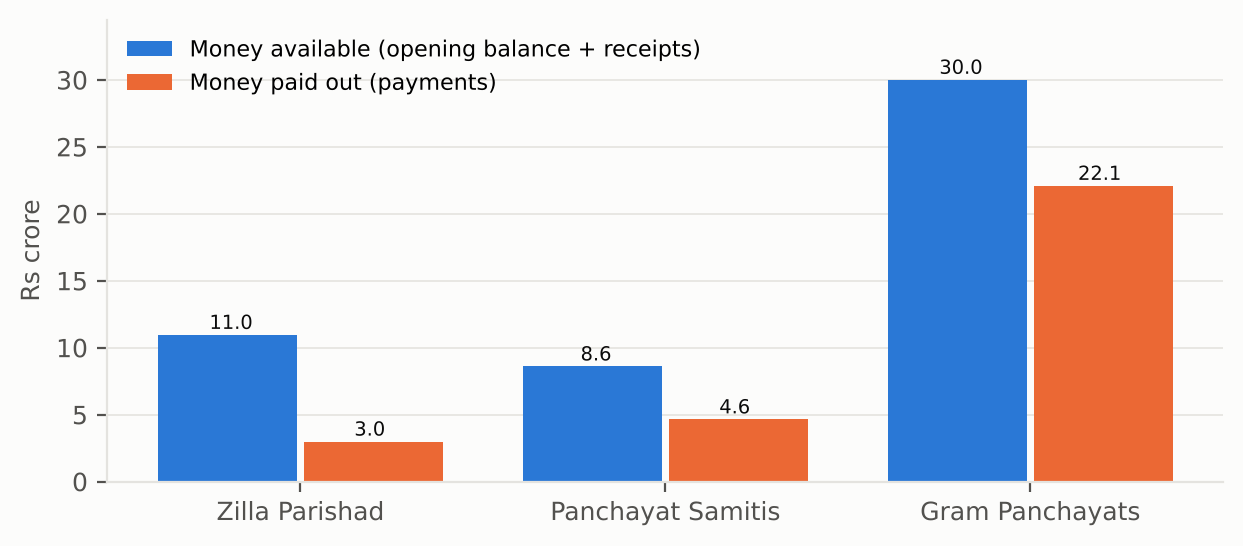 Money available (opening balance + receipts)
Money paid out (payments)
Rs crore
30
25
20
15
10
5
0
11.0
3.0
8.6
4.6
30.0
22.1
Zilla Parishad
Panchayat Samitis
Gram Panchayats